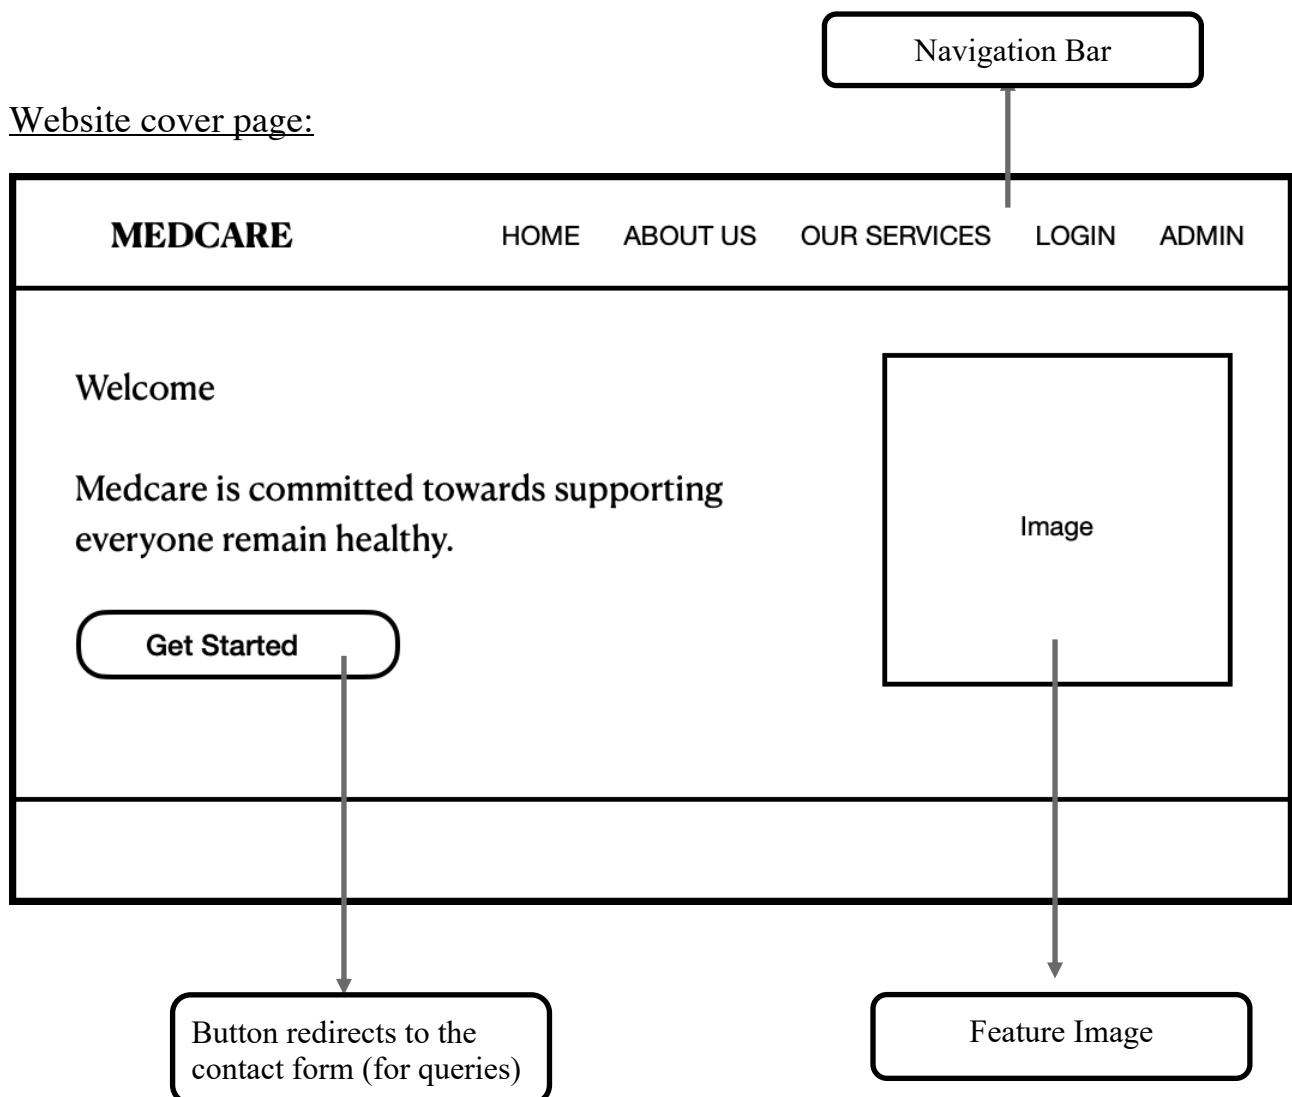 Navigation Bar
Website cover page:
MEDCARE HOME ABOUT US OUR SERVICES LOGIN ADMIN
Welcome
Medcare is committed towards supporting
everyone remain healthy.
Image
Get Started
Button redirects to the
contact form (for queries)
Feature Image